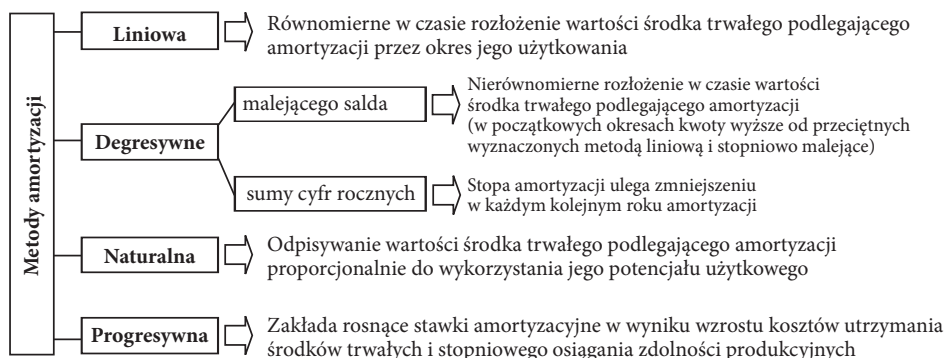 Metody amortyzacji
Liniowa
Równomierne w czasie rozłożenie wartości środka trwałego podlegającego
amortyzacji przez okres jego użytkowania
Degresywne
malejącego salda
Nierównomierne rozłożenie w czasie wartości
środka trwałego podlegającego amortyzacji
(w początkowych okresach kwoty wyższe od przeciętnych
wyznaczonych metodą liniową i stopniowo malejące)
sumy cyfr rocznych
Stopa amortyzacji ulega zmniejszeniu
w każdym kolejnym roku amortyzacji
Naturalna
Odpisywanie wartości środka trwałego podlegającego amortyzacji
proporcjonalnie do wykorzystania jego potencjału użytkowego
Progresywna
Zakłada rosnące stawki amortyzacyjne w wyniku wzrostu kosztów utrzymania
środków trwałych i stopniowego osiągania zdolności produkcyjnych